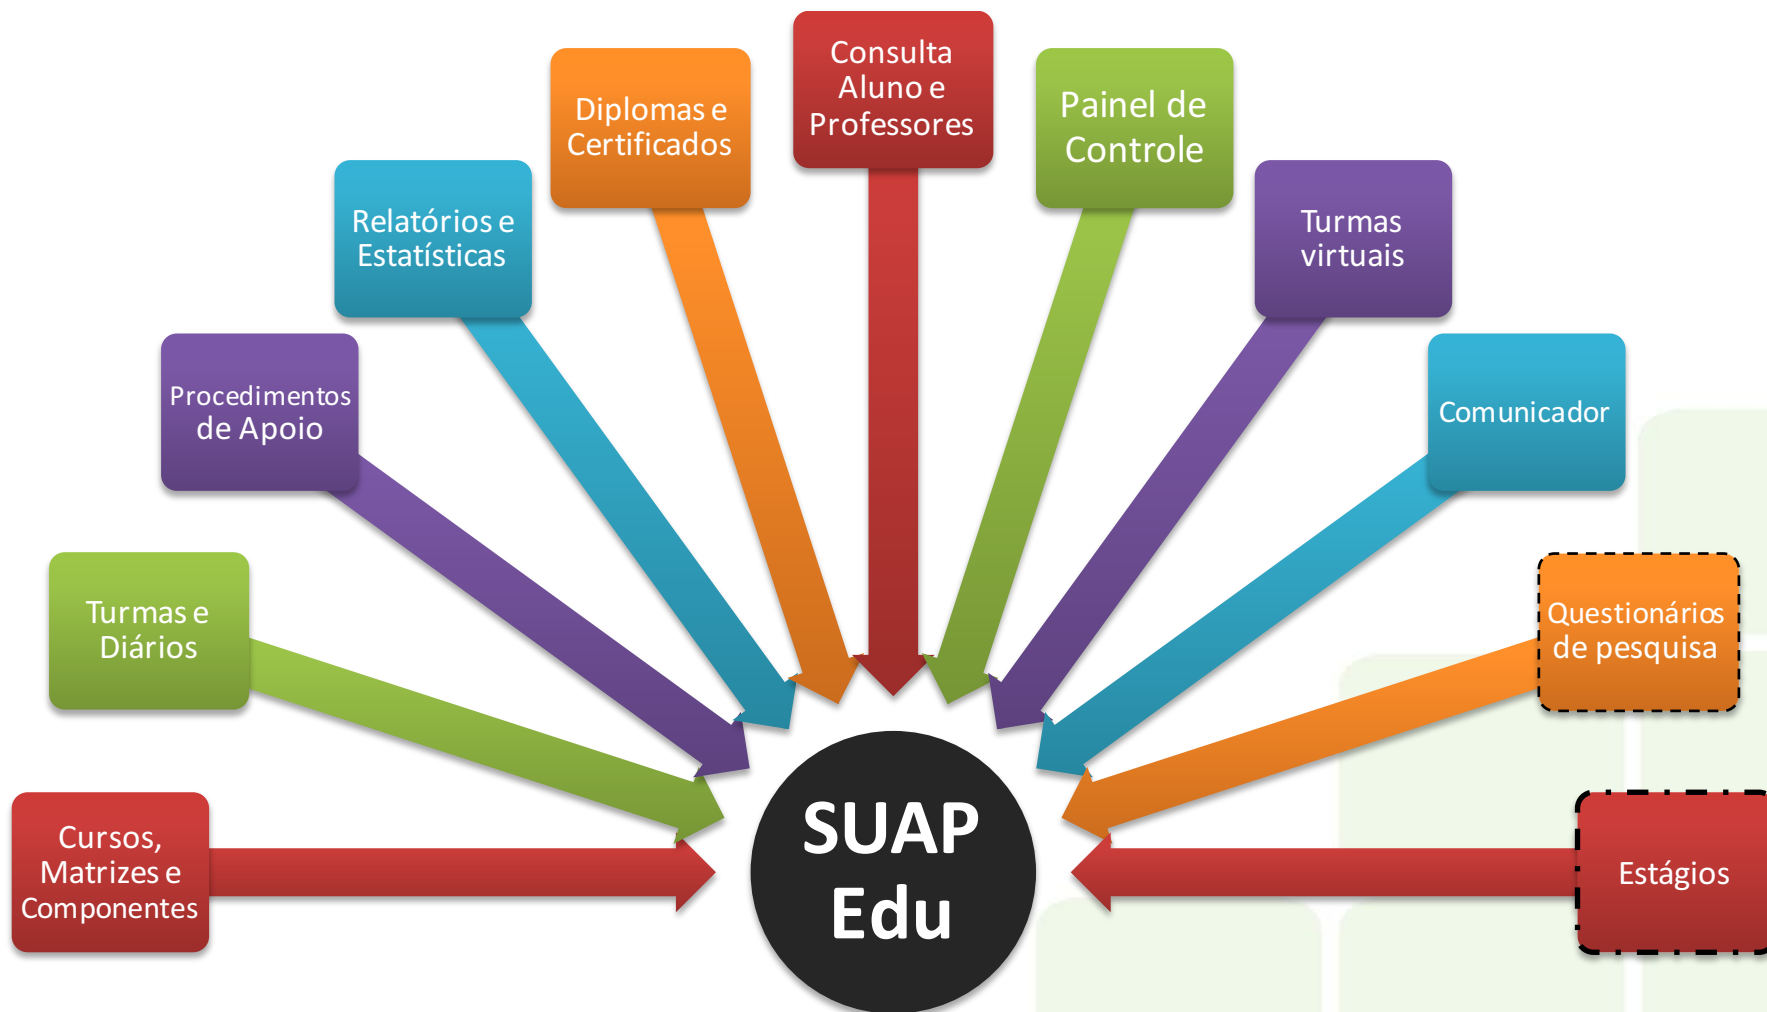 Consulta
Aluno e
Professores
Diplomas e
Certificados
Painel de
Controle
Relatórios e
Estatísticas
Turmas
virtuais
Procedimentos
de Apoio
Comunicador
Turmas e
Diários
Questionários
de pesquisa
Cursos,
Matrizes e
Componentes
SUAP
Edu
Estágios